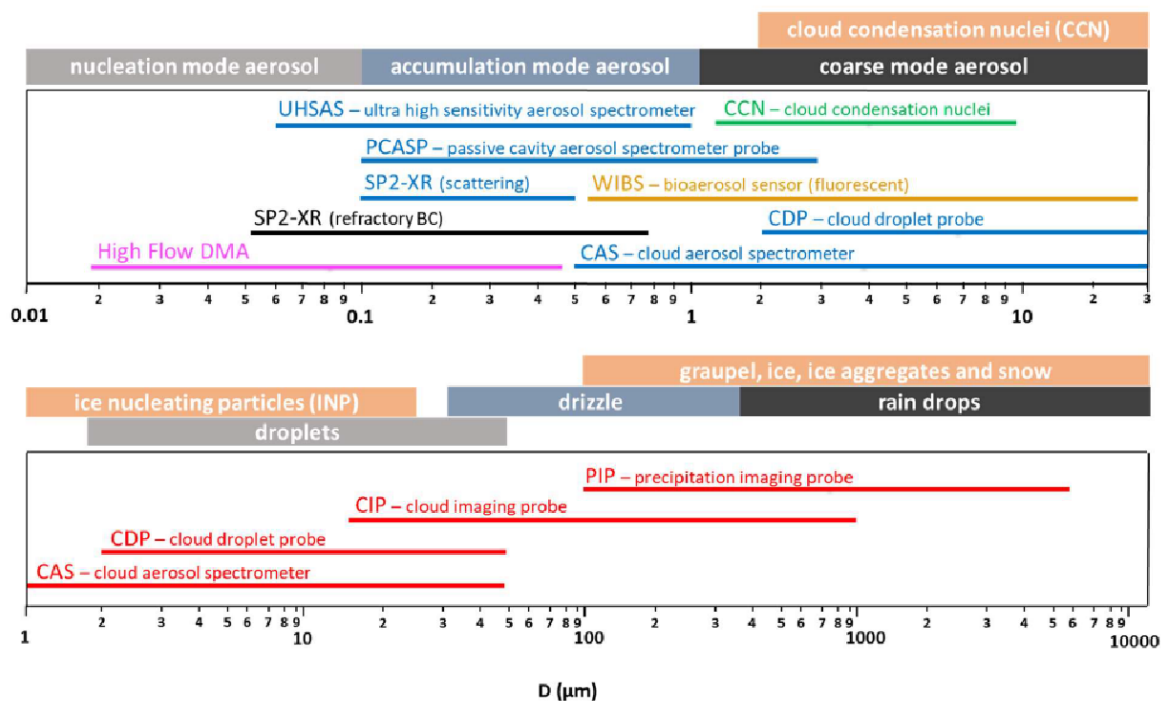 cloud condensation nuclei (CCN)
nucleation mode aerosol accumulation mode aerosol coarse mode aerosol
UHSAS – ultra high sensitivity aerosol spectrometer CCN – cloud condensation nuclei
PCASP – passive cavity aerosol spectrometer probe
SP2-XR (scattering) WIBS – bioaerosol sensor (fluorescent)
SP2-XR (refractory BC) CDP – cloud droplet probe
High Flow DMA CAS – cloud aerosol spectrometer
2 3 4 5 6 7 8 9 2 3 4 5 6 7 8 9 2 3 4 5 6 7 8 9 2 3
0.01 0.1 1 10
graupel, ice, ice aggregates and snow
ice nucleating particles (INP) drizzle rain drops
droplets
PIP – precipitation imaging probe
CIP – cloud imaging probe
CDP – cloud droplet probe
CAS – cloud aerosol spectrometer
2 3 4 5 6 7 8 9 2 3 4 5 6 7 8 9 2 3 4 5 6 7 8 9 2 3 4 5 6 7 8 9
1 10 100 1000 10000
D (μm)